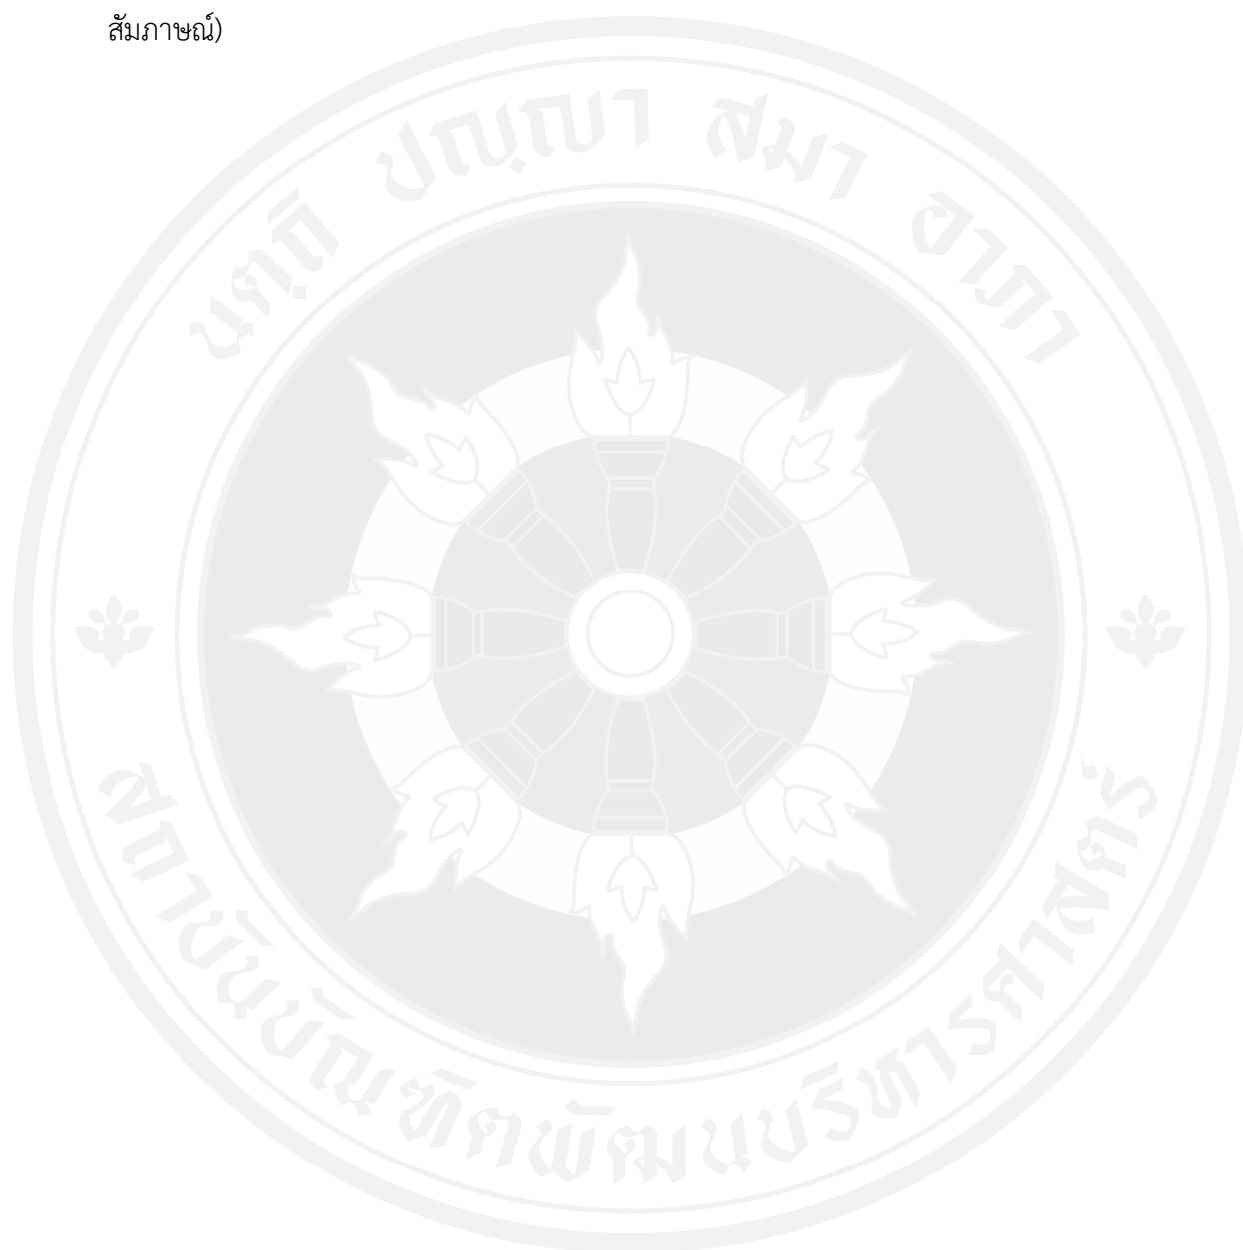 สัมภาษณ์)
นตฺถิ ปญฺญา สมา อาภา
สถาบันบัณฑิตพัฒนบริหารศาสตร์